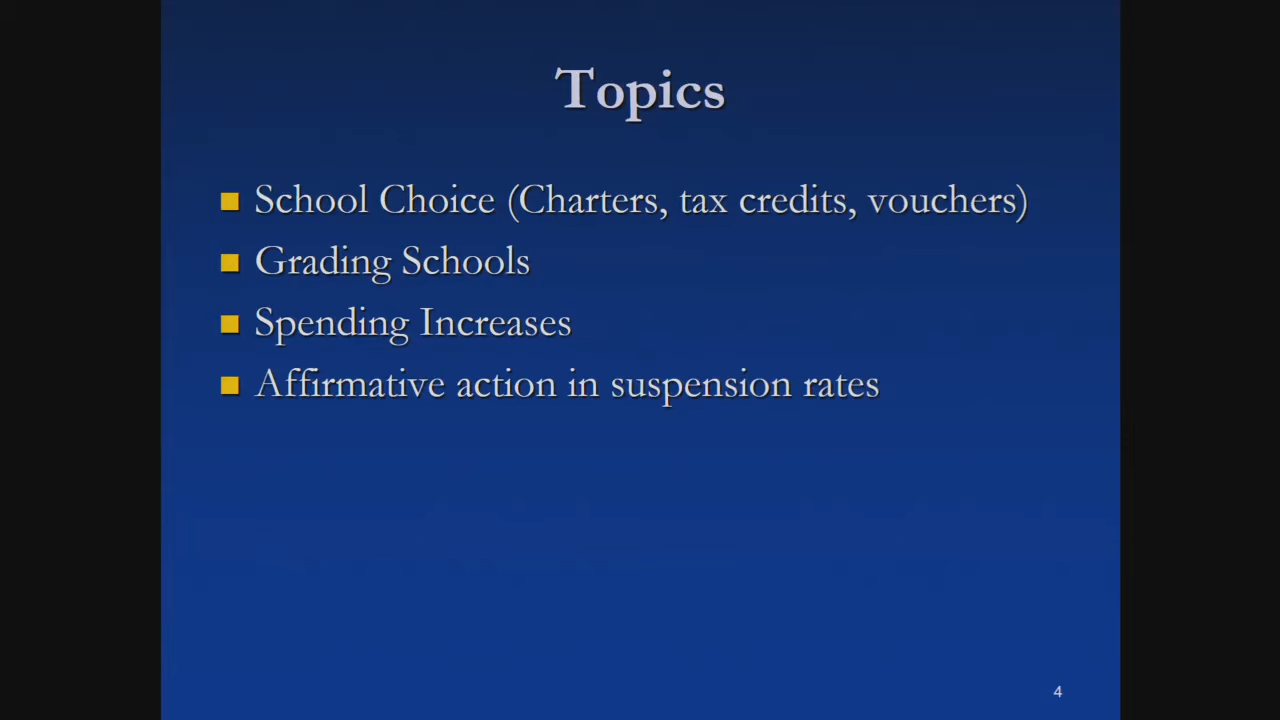 Topics
School Choice (Charters, tax credits, vouchers)
Grading Schools
Spending Increases
Affirmative action in suspension rates
4